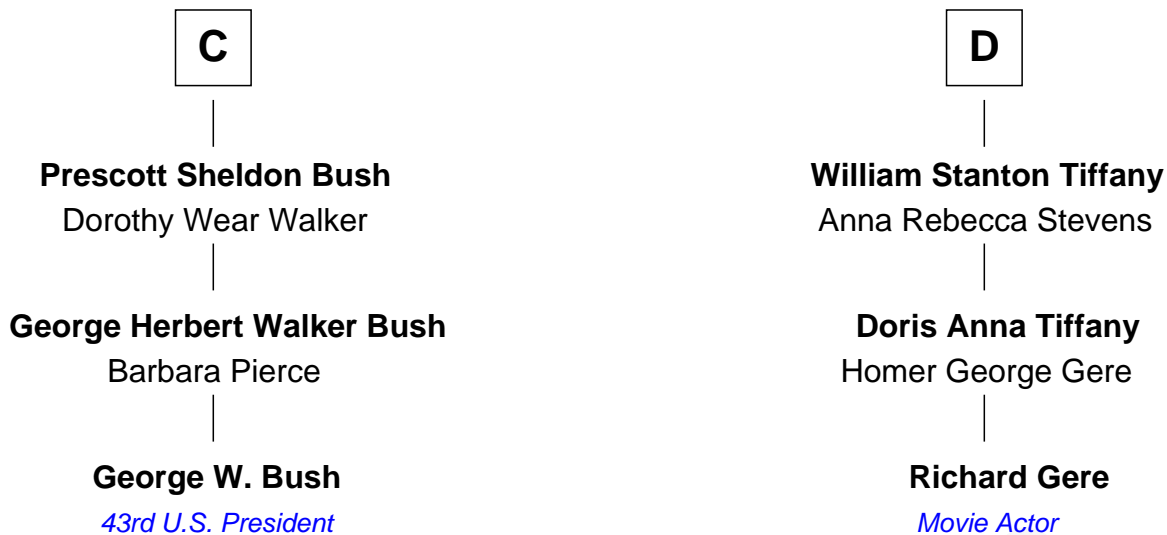 C
Prescott Sheldon Bush
Dorothy Wear Walker
George Herbert Walker Bush
Barbara Pierce
George W. Bush
43rd U.S. President
D
William Stanton Tiffany
Anna Rebecca Stevens
Doris Anna Tiffany
Homer George Gere
Richard Gere
Movie Actor